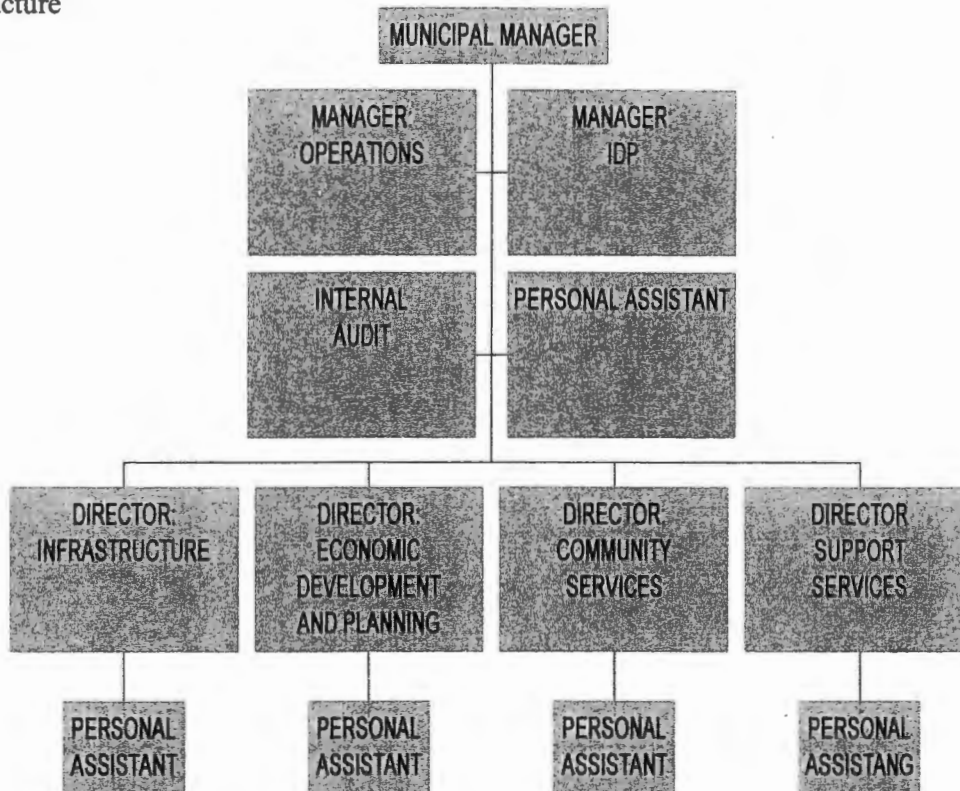 MUNICIPAL MANAGER
MANAGER:
OPERATIONS
MANAGER
IDP
INTERNAL
AUDIT
PERSONAL ASSISTANT
DIRECTOR:
INFRASTRUCTURE
DIRECTOR:
ECONOMIC
DEVELOPMENT
AND PLANNING
DIRECTOR
COMMUNITY
SERVICES
DIRECTOR
SUPPORT
SERVICES
PERSONAL
ASSISTANT
PERSONAL
ASSISTANT
PERSONAL
ASSISTANT
PERSONAL
ASSISTANG